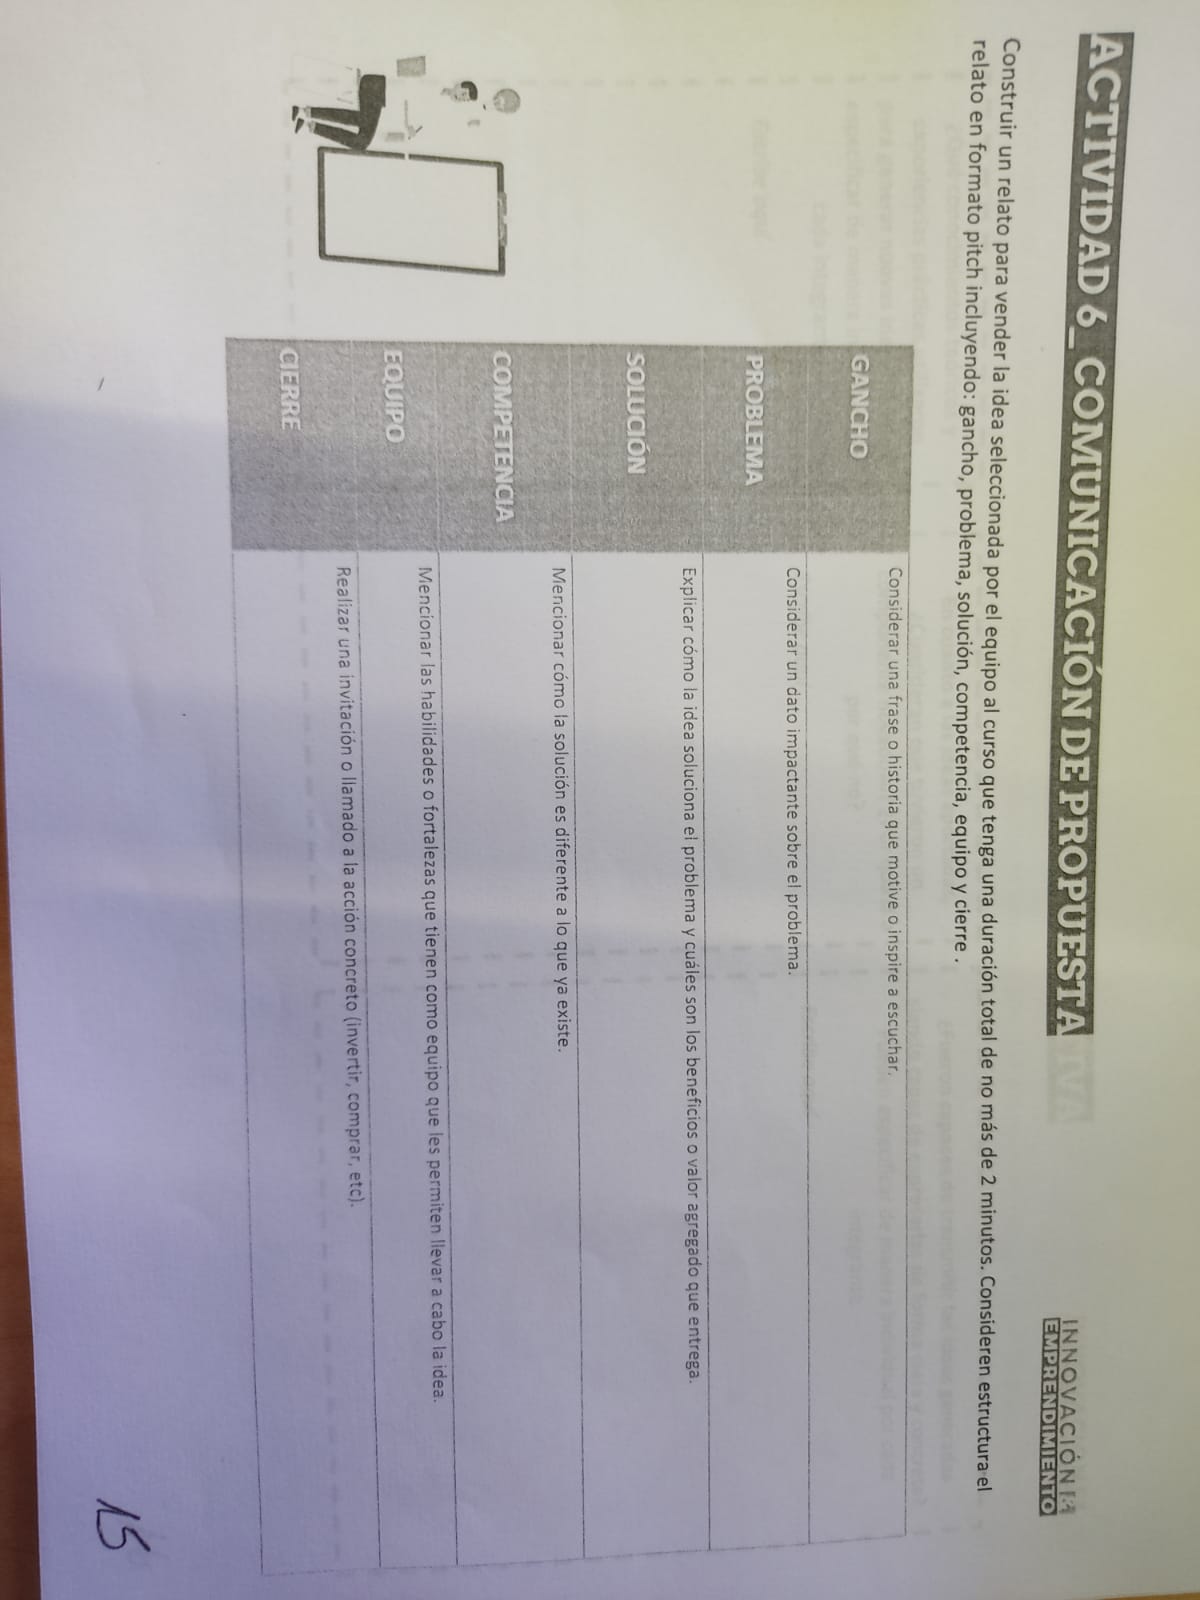 ACTIVIDAD 6_ COMUNICACIÓN DE PROPUESTA
INNOVACIÓN &
EMPRENDIMIENTO
Construir un relato para vender la idea seleccionada por el equipo al curso que tenga una duración total de no más de 2 minutos. Consideren estructura el
relato en formato pitch incluyendo: gancho, problema, solución, competencia, equipo y cierre .
GANCHO
Considerar una frase o historia que motive o inspire a escuchar.
PROBLEMA
Considerar un dato impactante sobre el problema.
SOLUCIÓN
Explicar cómo la idea soluciona el problema y cuáles son los beneficios o valor agregado que entrega.
COMPETENCIA
Mencionar cómo la solución es diferente a lo que ya existe.
EQUIPO
Mencionar las habilidades o fortalezas que tienen como equipo que les permiten llevar a cabo la idea.
CIERRE
Realizar una invitación o llamado a la acción concreto (invertir, comprar, etc).
15